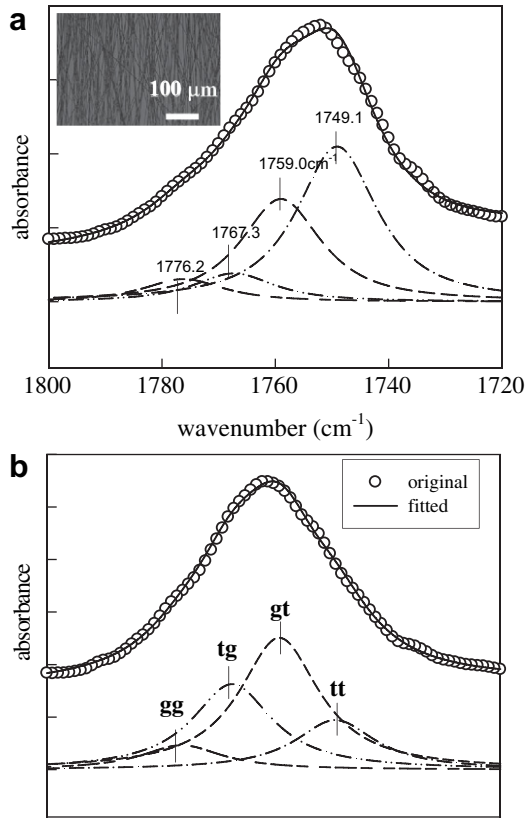 a
100 μm
1749.1
1759.0cm⁻¹
1767.3
1776.2
absorbance
1800 1780 1760 1740 1720
wavenumber (cm⁻¹)
b
original
fitted
absorbance
gt
tg
tt
gg